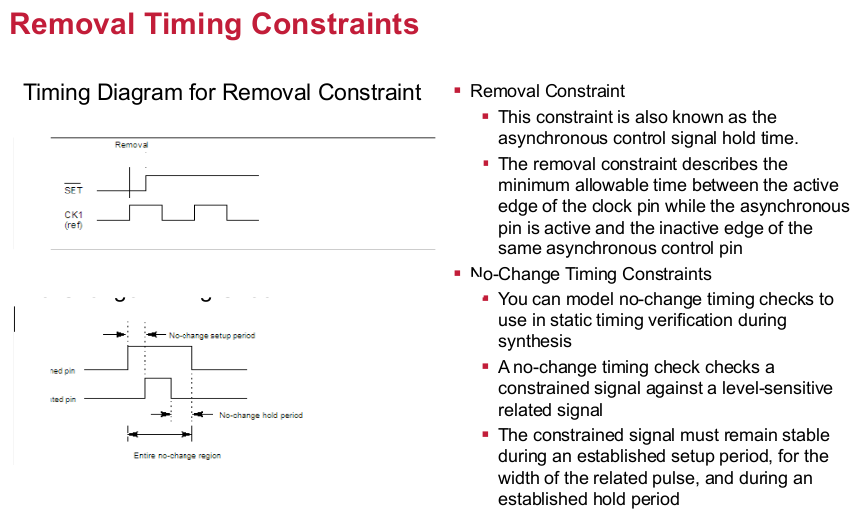 Removal Timing Constraints
Timing Diagram for Removal Constraint
Removal
SET
CK1
(ref)
No-change setup period
ned pin
ated pin
No-change hold period
Entire no-change region
Removal Constraint
This constraint is also known as the
asynchronous control signal hold time.
The removal constraint describes the
minimum allowable time between the active
edge of the clock pin while the asynchronous
pin is active and the inactive edge of the
same asynchronous control pin
No-Change Timing Constraints
You can model no-change timing checks to
use in static timing verification during
synthesis
A no-change timing check checks a
constrained signal against a level-sensitive
related signal
The constrained signal must remain stable
during an established setup period, for the
width of the related pulse, and during an
established hold period